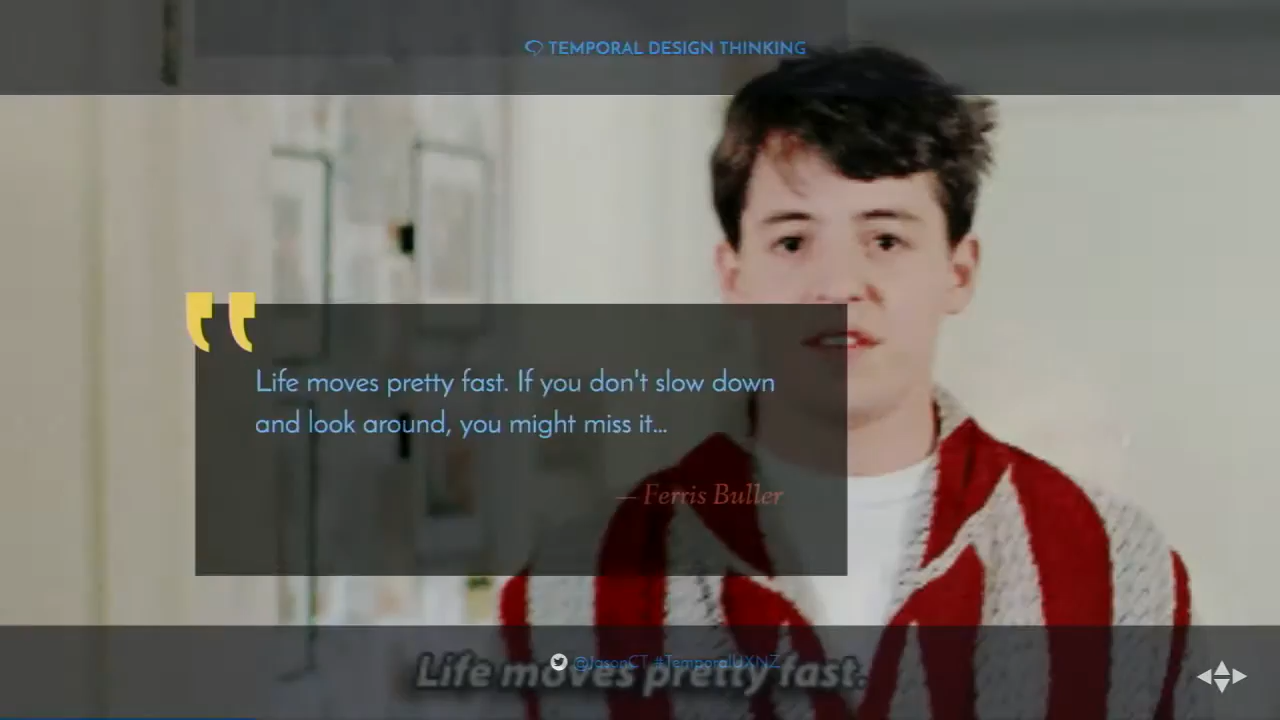 TEMPORAL DESIGN THINKING
Life moves pretty fast. If you don't slow down
and look around, you might miss it...
— Ferris Buller
@JasonCT #TemporalUXNZ
Life moves pretty fast.